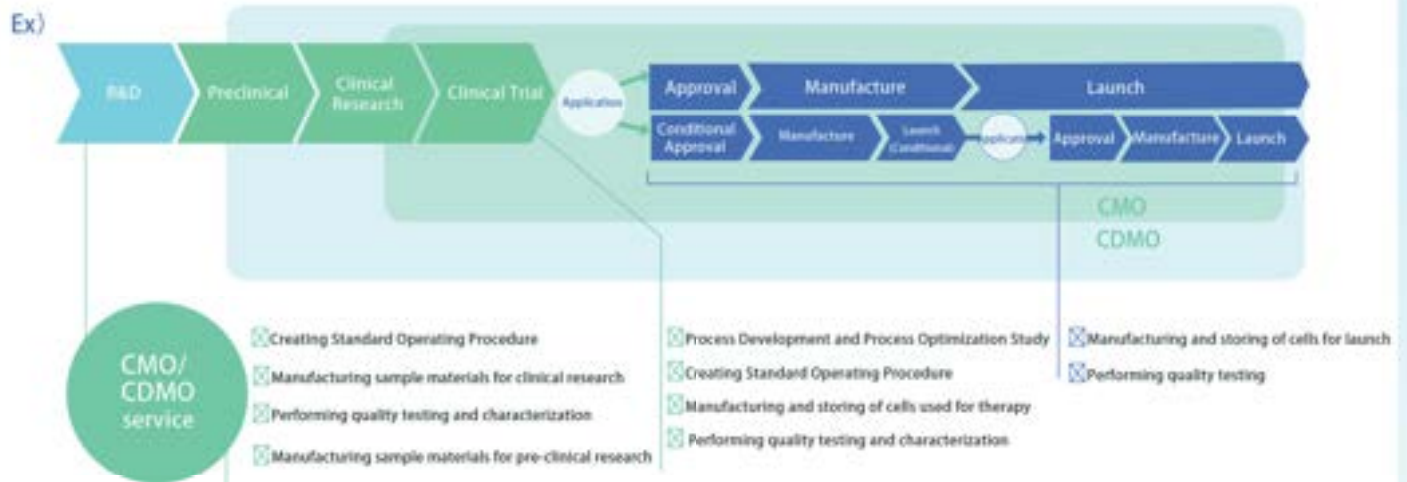 Ex)
R&D
Preclinical
Clinical
Research
Clinical Trial
Application
Approval
Manufacture
Launch
Conditional
Approval
Manufacture
Launch
(Conditional)
Approval
Manufacture
Launch
CMO
CDMO
CMO/
CDMO
service
Creating Standard Operating Procedure
Manufacturing sample materials for clinical research
Performing quality testing and characterization
Manufacturing sample materials for pre-clinical research
Process Development and Process Optimization Study
Creating Standard Operating Procedure
Manufacturing and storing of cells used for therapy
Performing quality testing and characterization
Manufacturing and storing of cells for launch
Performing quality testing